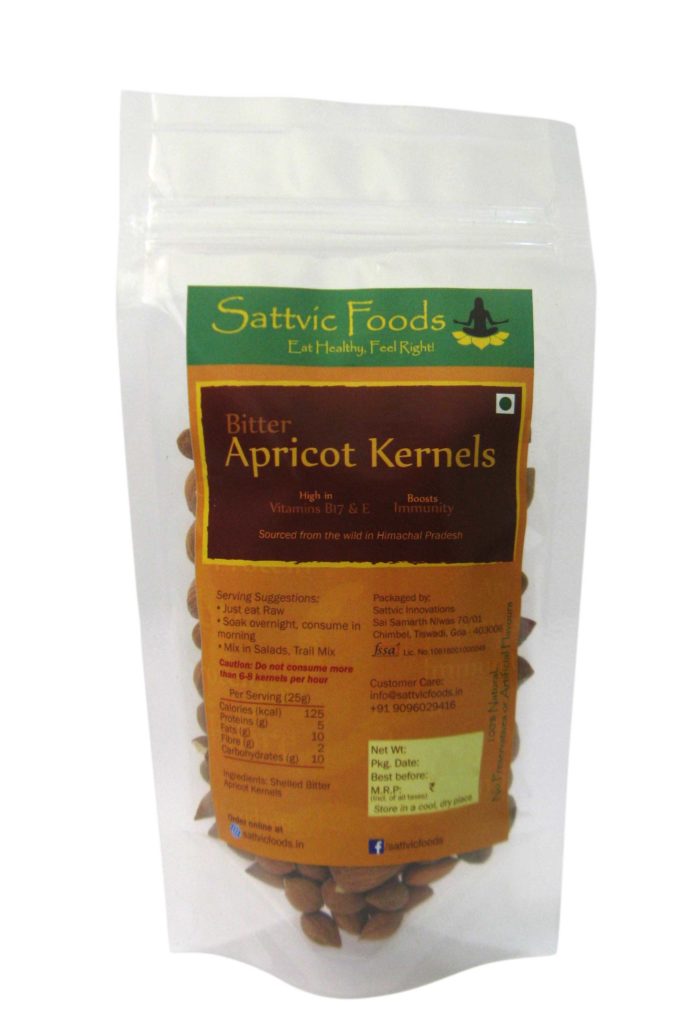 Sattvic Foods
Eat Healthy, Feel Right!
Bitter
Apricot Kernels
High in
Vitamins B17 & E
Boosts
Immunity
Sourced from the wild in Himachal Pradesh
Serving Suggestions:
• Just eat Raw
• Soak overnight, consume in
morning
• Mix in Salads, Trail Mix
Caution: Do not consume more
than 6-8 kernels per hour
Per Serving (25g)
Calories (kcal) 125
Proteins (g) 5
Fats (g) 10
Fibre (g) 2
Carbohydrates (g) 10
Ingredients: Shelled Bitter
Apricot Kernels
Order online at
sattvicfoods.in
Packaged by:
Sattvic Innovations
Sai Samarth Niwas 70/01
Chimbel, Tiswadi, Goa - 403006
fssai Lic. No.
Customer Care:
info@sattvicfoods.in
+91 9096029416
Net Wt:
Pkg. Date:
Best before:
M.R.P: ₹
(Incl. of all taxes)
Store in a cool, dry place
f /sattvicfoods
100% Natural
No Preservatives or Artificial Flavours